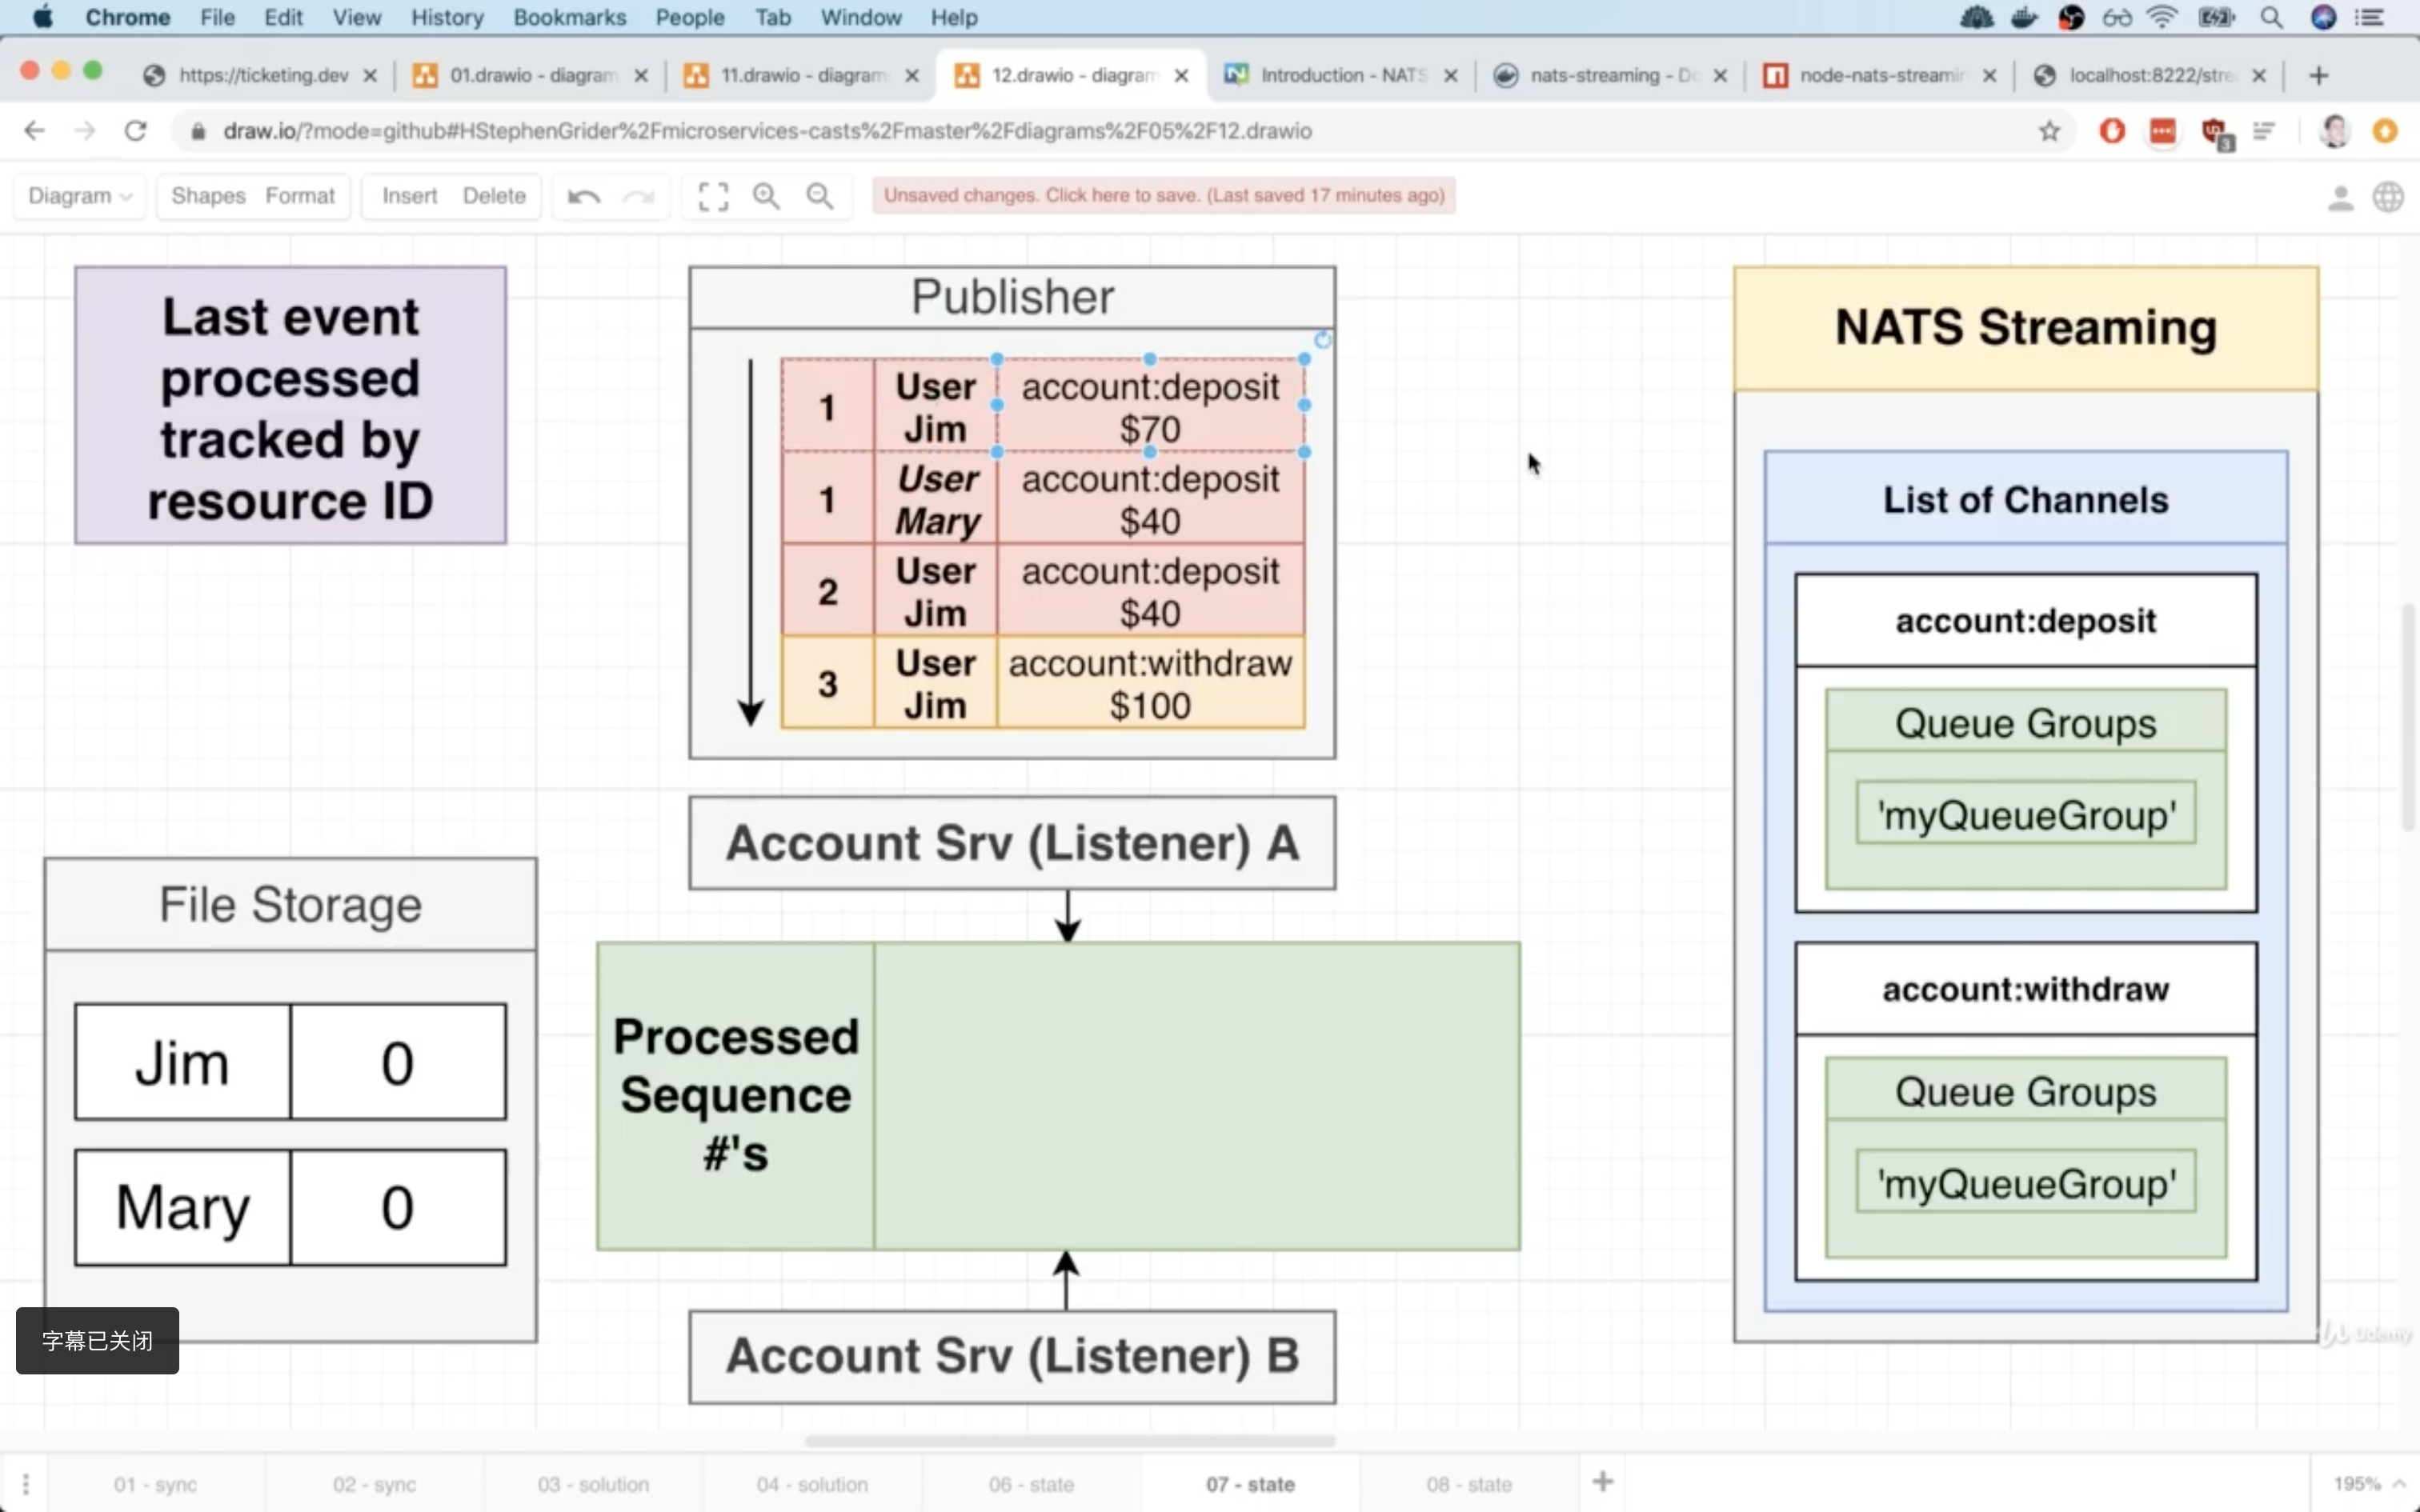 Chrome File Edit View History Bookmarks People Tab Window Help
https://ticketing.dev
01.drawio - diagram
11.drawio - diagram
12.drawio - diagram
Introduction - NATS
nats-streaming - Do
node-nats-streamin
localhost:8222/stre
draw.io/?mode=github#HStephenGrider%2Fmicroservices-casts%2Fmaster%2Fdiagrams%2F05%2F12.drawio
3
Diagram Shapes Format Insert Delete
Unsaved changes. Click here to save. (Last saved 17 minutes ago)
Last event
processed
tracked by
resource ID
Publisher
1
User
Jim
account:deposit
$70
1
User
Mary
account:deposit
$40
2
User
Jim
account:deposit
$40
3
User
Jim
account:withdraw
$100
Account Srv (Listener) A
File Storage
Jim 0
Mary 0
Processed
Sequence
#'s
Account Srv (Listener) B
NATS Streaming
List of Channels
account:deposit
Queue Groups
'myQueueGroup'
account:withdraw
Queue Groups
'myQueueGroup'
字幕已关闭
Udemy
01 - sync
02 - sync
03 - solution
04 - solution
06 - state
07 - state
08 - state
195%